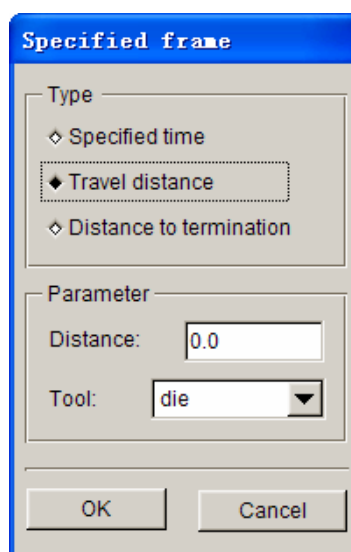 Specified frame
Type
Specified time
Travel distance
Distance to termination
Parameter
Distance: 0.0
Tool: die
OK Cancel